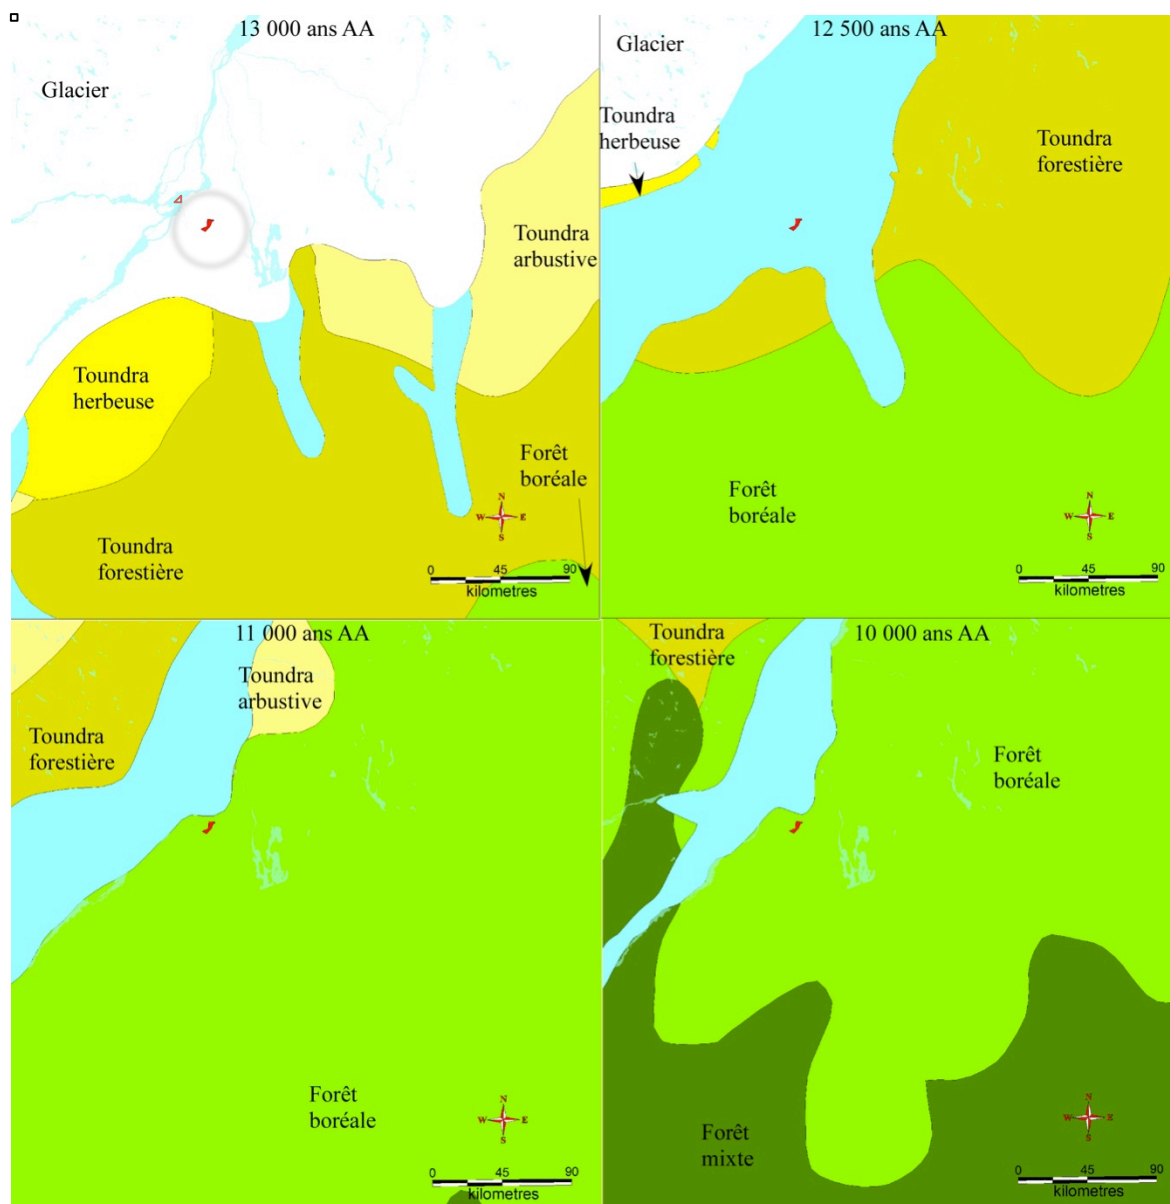 13 000 ans AA
Glacier
Toundra
arbustive
Toundra
herbeuse
Forêt
boréale
Toundra
forestière
N
W E
S
0 45 90
kilometres
12 500 ans AA
Glacier
Toundra
herbeuse
Toundra
forestière
Forêt
boréale
N
W E
S
0 45 90
kilometres
11 000 ans AA
Toundra
arbustive
Toundra
forestière
Forêt
boréale
N
W E
S
0 45 90
kilometres
10 000 ans AA
Toundra
forestière
Forêt
boréale
Forêt
mixte
N
W E
S
0 45 90
kilometres